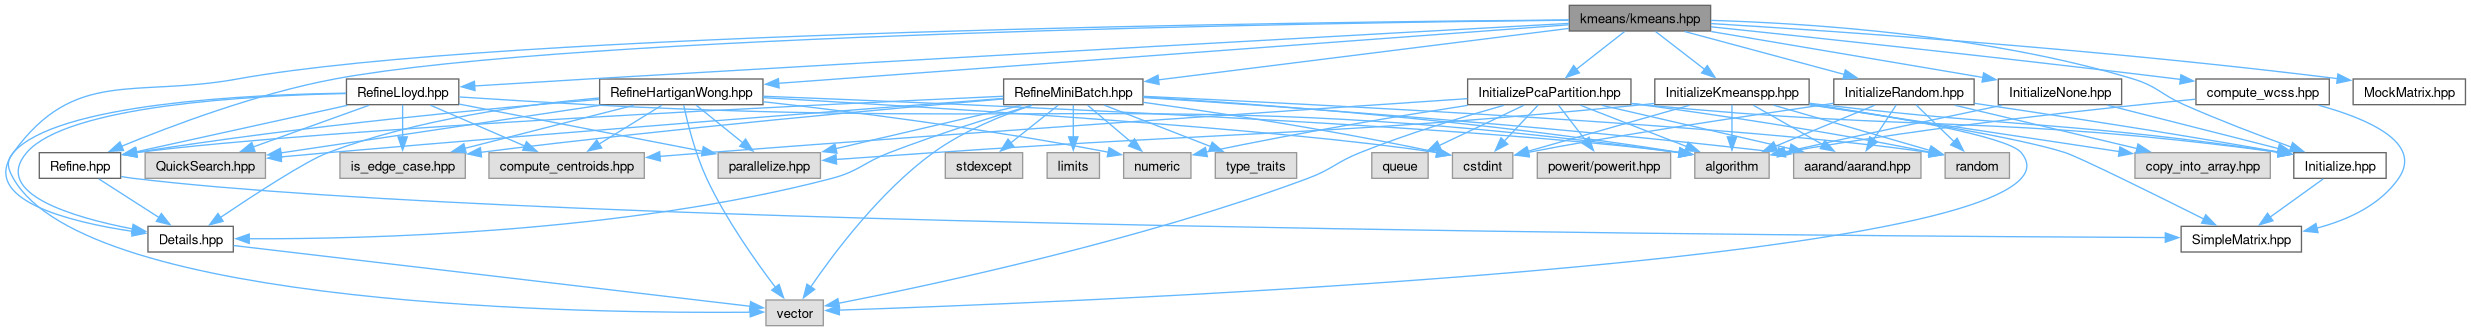 kmeans/kmeans.hpp
RefineLloyd.hpp
RefineHartiganWong.hpp
RefineMiniBatch.hpp
InitializePcaPartition.hpp
InitializeKmeanspp.hpp
InitializeRandom.hpp
InitializeNone.hpp
compute_wcss.hpp
MockMatrix.hpp
Refine.hpp
QuickSearch.hpp
is_edge_case.hpp
compute_centroids.hpp
parallelize.hpp
stdexcept
limits
numeric
type_traits
queue
cstdint
powerit/powerit.hpp
algorithm
aarand/aarand.hpp
random
copy_into_array.hpp
Initialize.hpp
Details.hpp
SimpleMatrix.hpp
vector